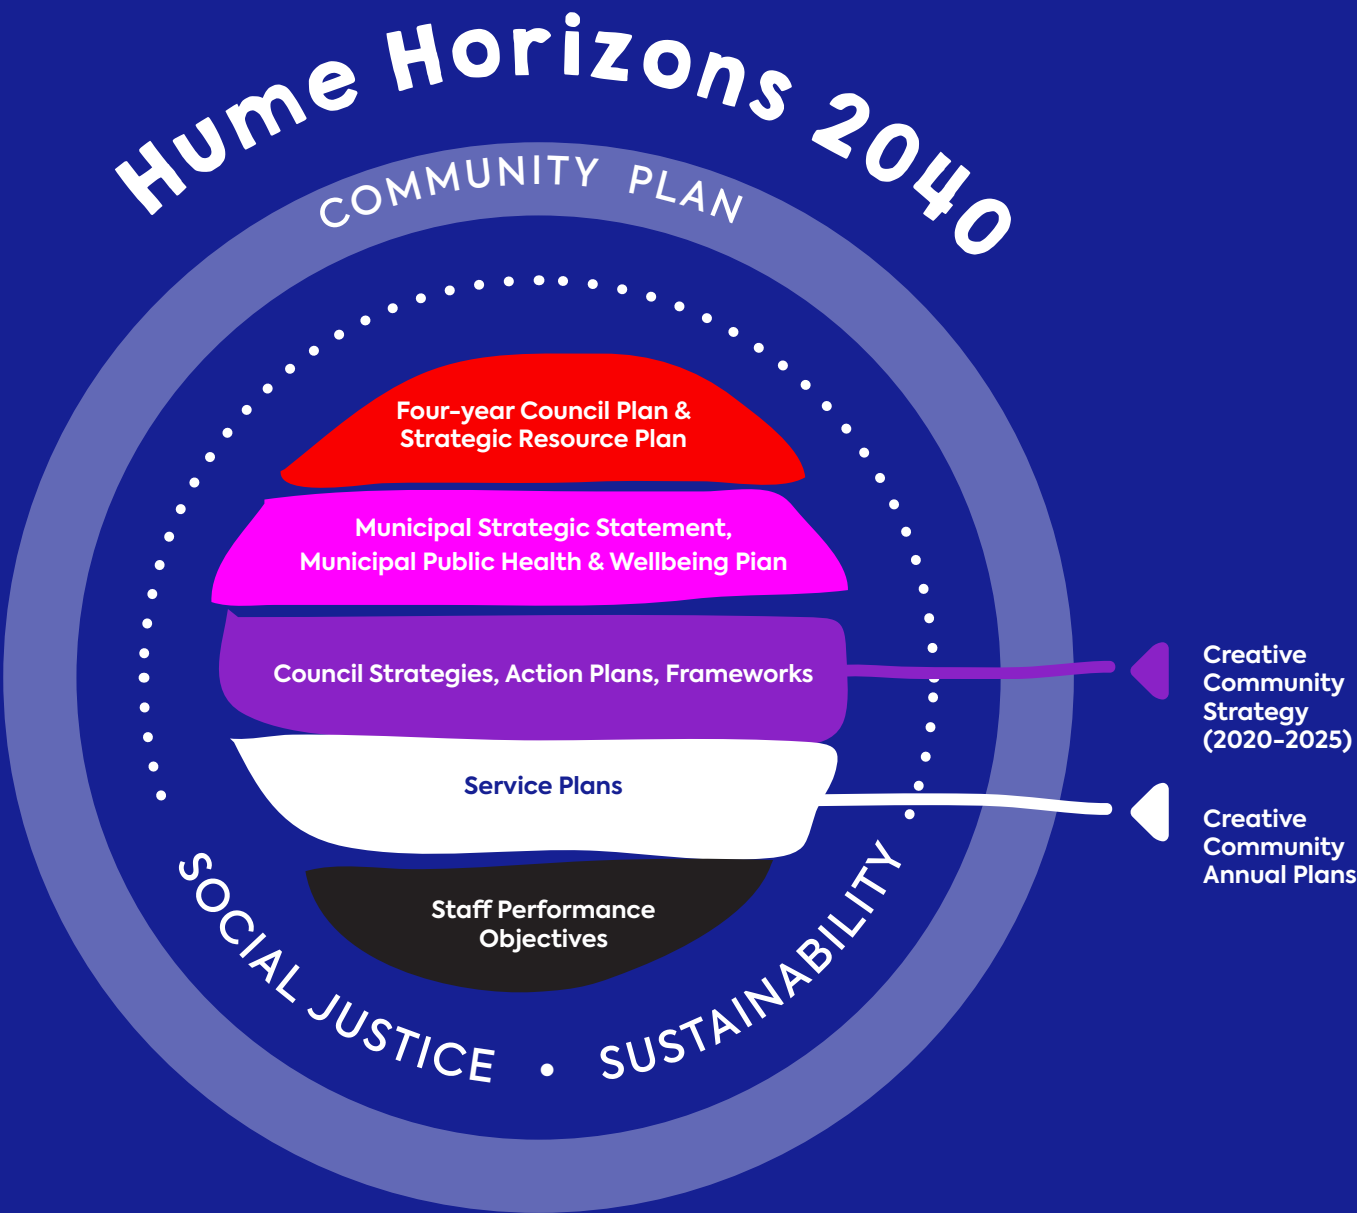 Hume Horizons 2040
COMMUNITY PLAN
Four-year Council Plan &
Strategic Resource Plan
Municipal Strategic Statement,
Municipal Public Health & Wellbeing Pian
Council Strategies, Action Plans, Frameworks
Creative
Community
Strategy
(2020-2025)
Service Plans
Creative
Community
Annual Plans
Staff Performance
Objectives
SOCIAL JUSTICE • SUSTAINABILITY